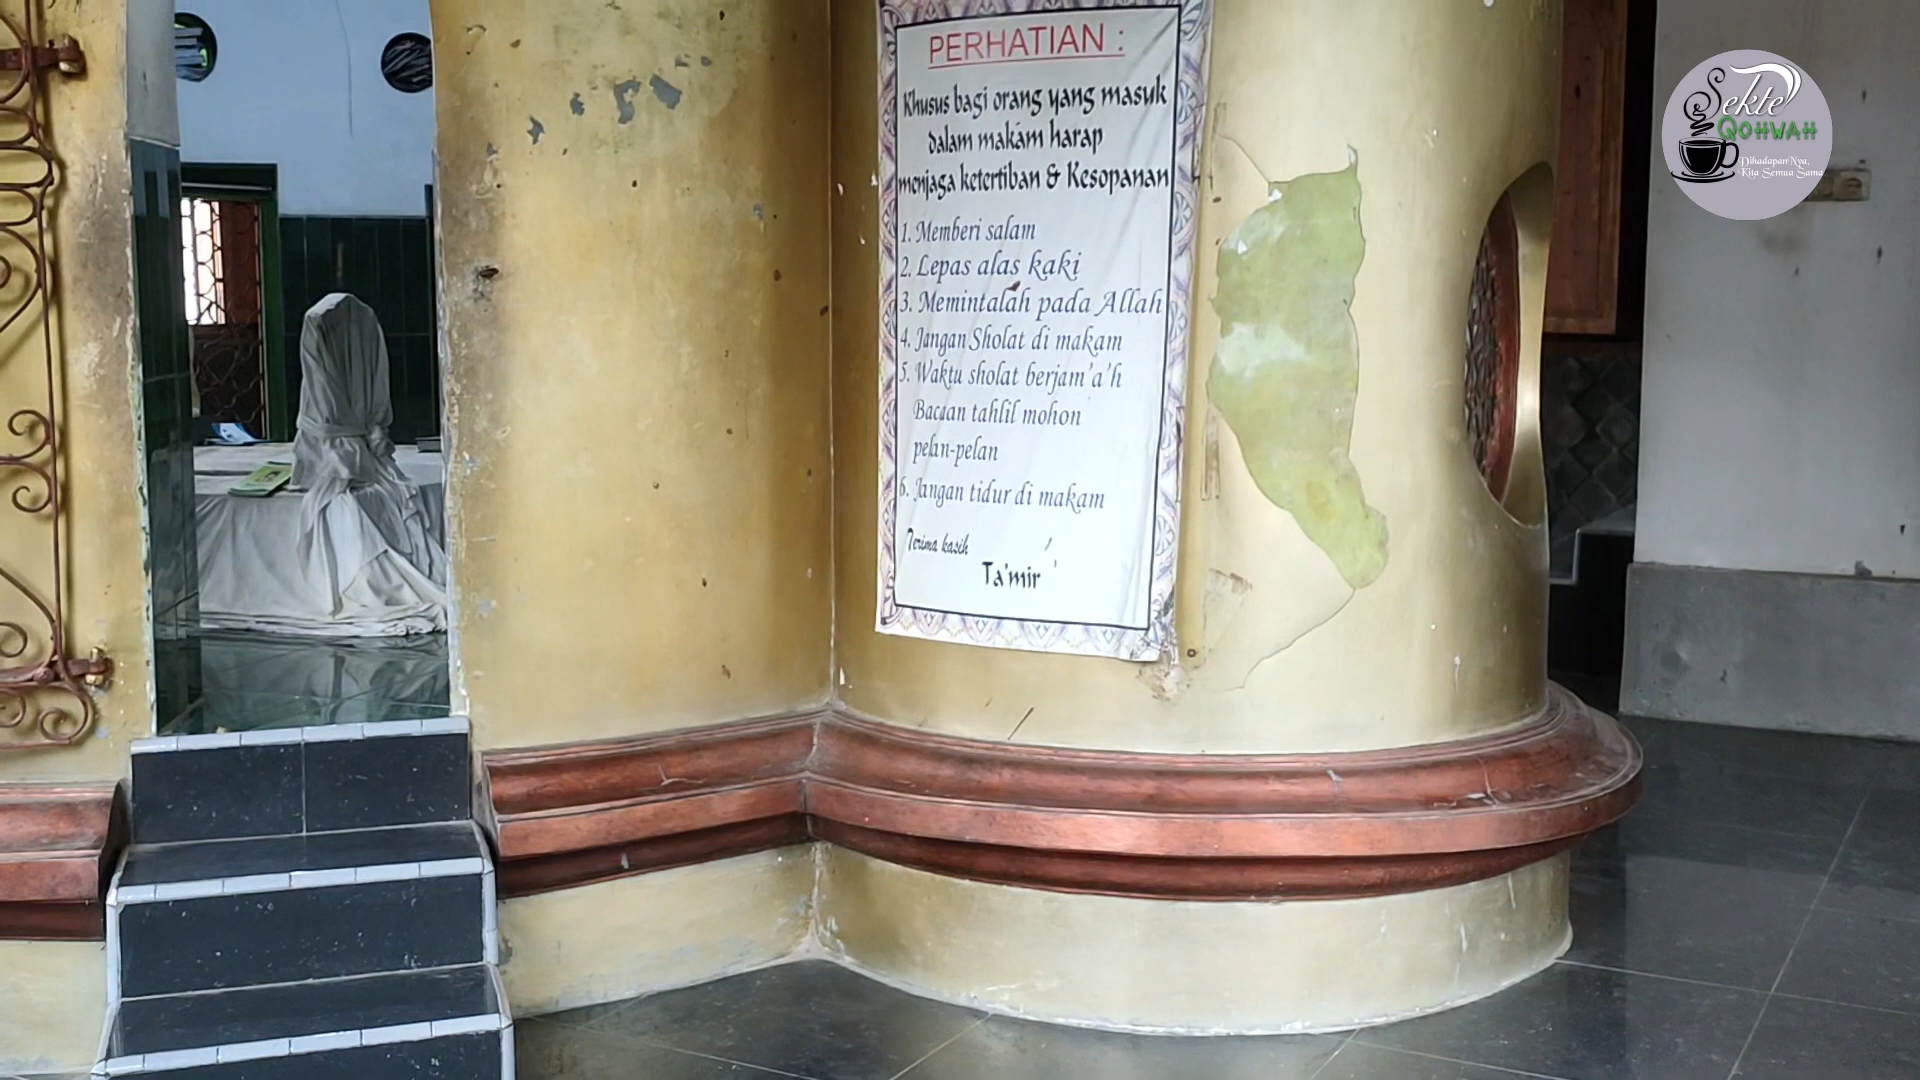 PERHATIAN :
Khusus bagi orang yang masuk
dalam makam harap
menjaga ketertiban & Kesopanan
1. Memberi salam
2. Lepas alas kaki
3. Memintalah pada Allah
4. Jangan Sholat di makam
5. Waktu sholat berjam'a'h
Bacaan tahlil mohon
pelan-pelan
6. Jangan tidur di makam
Terima kasih
Ta'mir
Sekte
QOHWAH
Dihadapan Nya,
Kita Semua Sama